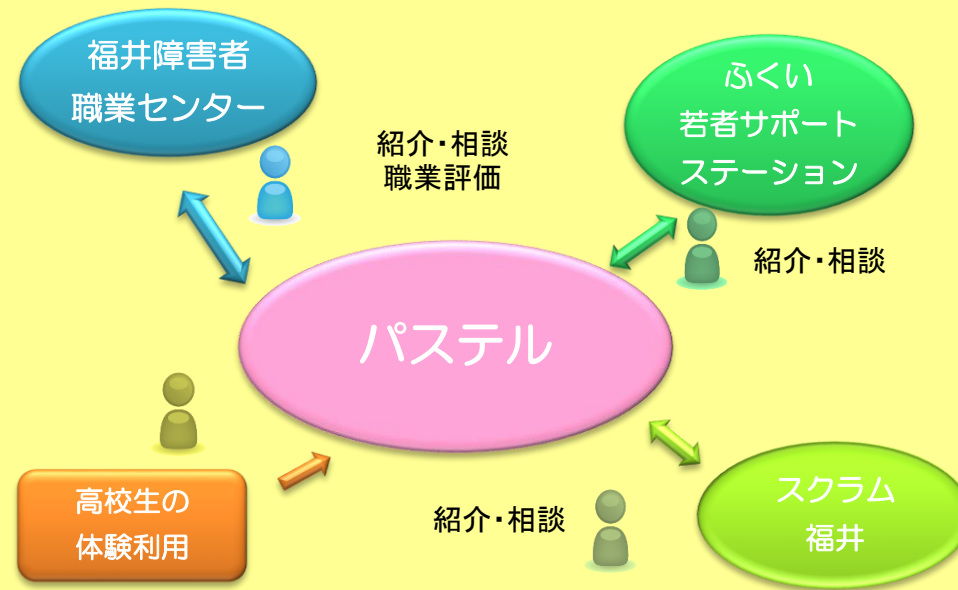 福井障害者
職業センター
ふくい
若者サポート
ステーション
紹介・相談
職業評価
紹介・相談
パステル
高校生の
体験利用
紹介・相談
スクラム
福井